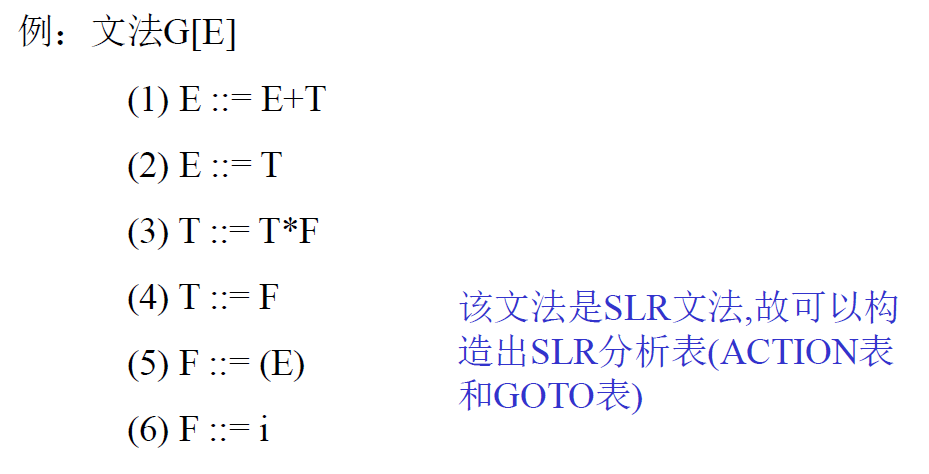 例：文法G[E]
(1) E ::= E+T
(2) E ::= T
(3) T ::= T*F
(4) T ::= F
(5) F ::= (E)
(6) F ::= i
该文法是SLR文法,故可以构
造出SLR分析表(ACTION表
和GOTO表)